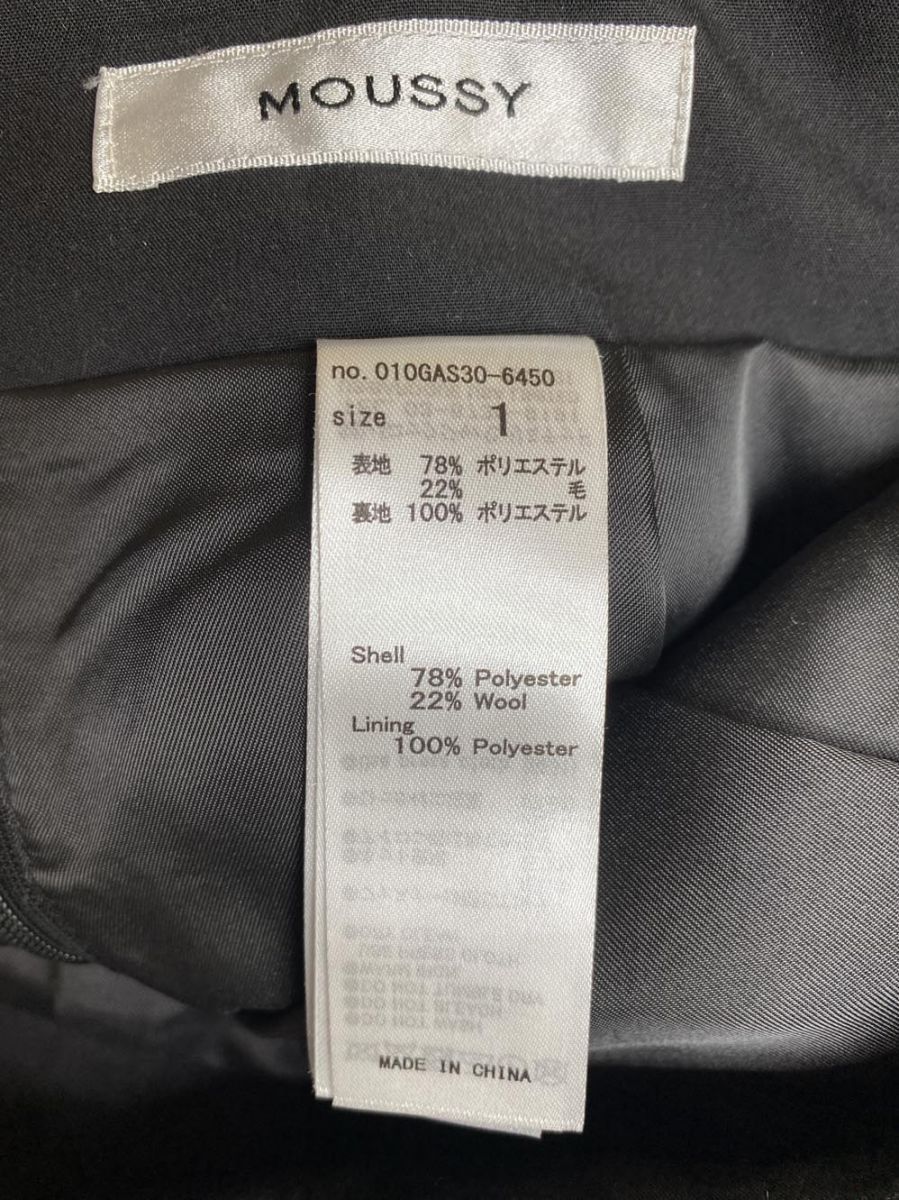 MOUSSY
no.010GAS30-6450
size 1
表地 78% ポリエステル
22% 毛
裏地 100% ポリエステル
Shell
78% Polyester
22% Wool
Lining
100% Polyester
MADE IN CHINA